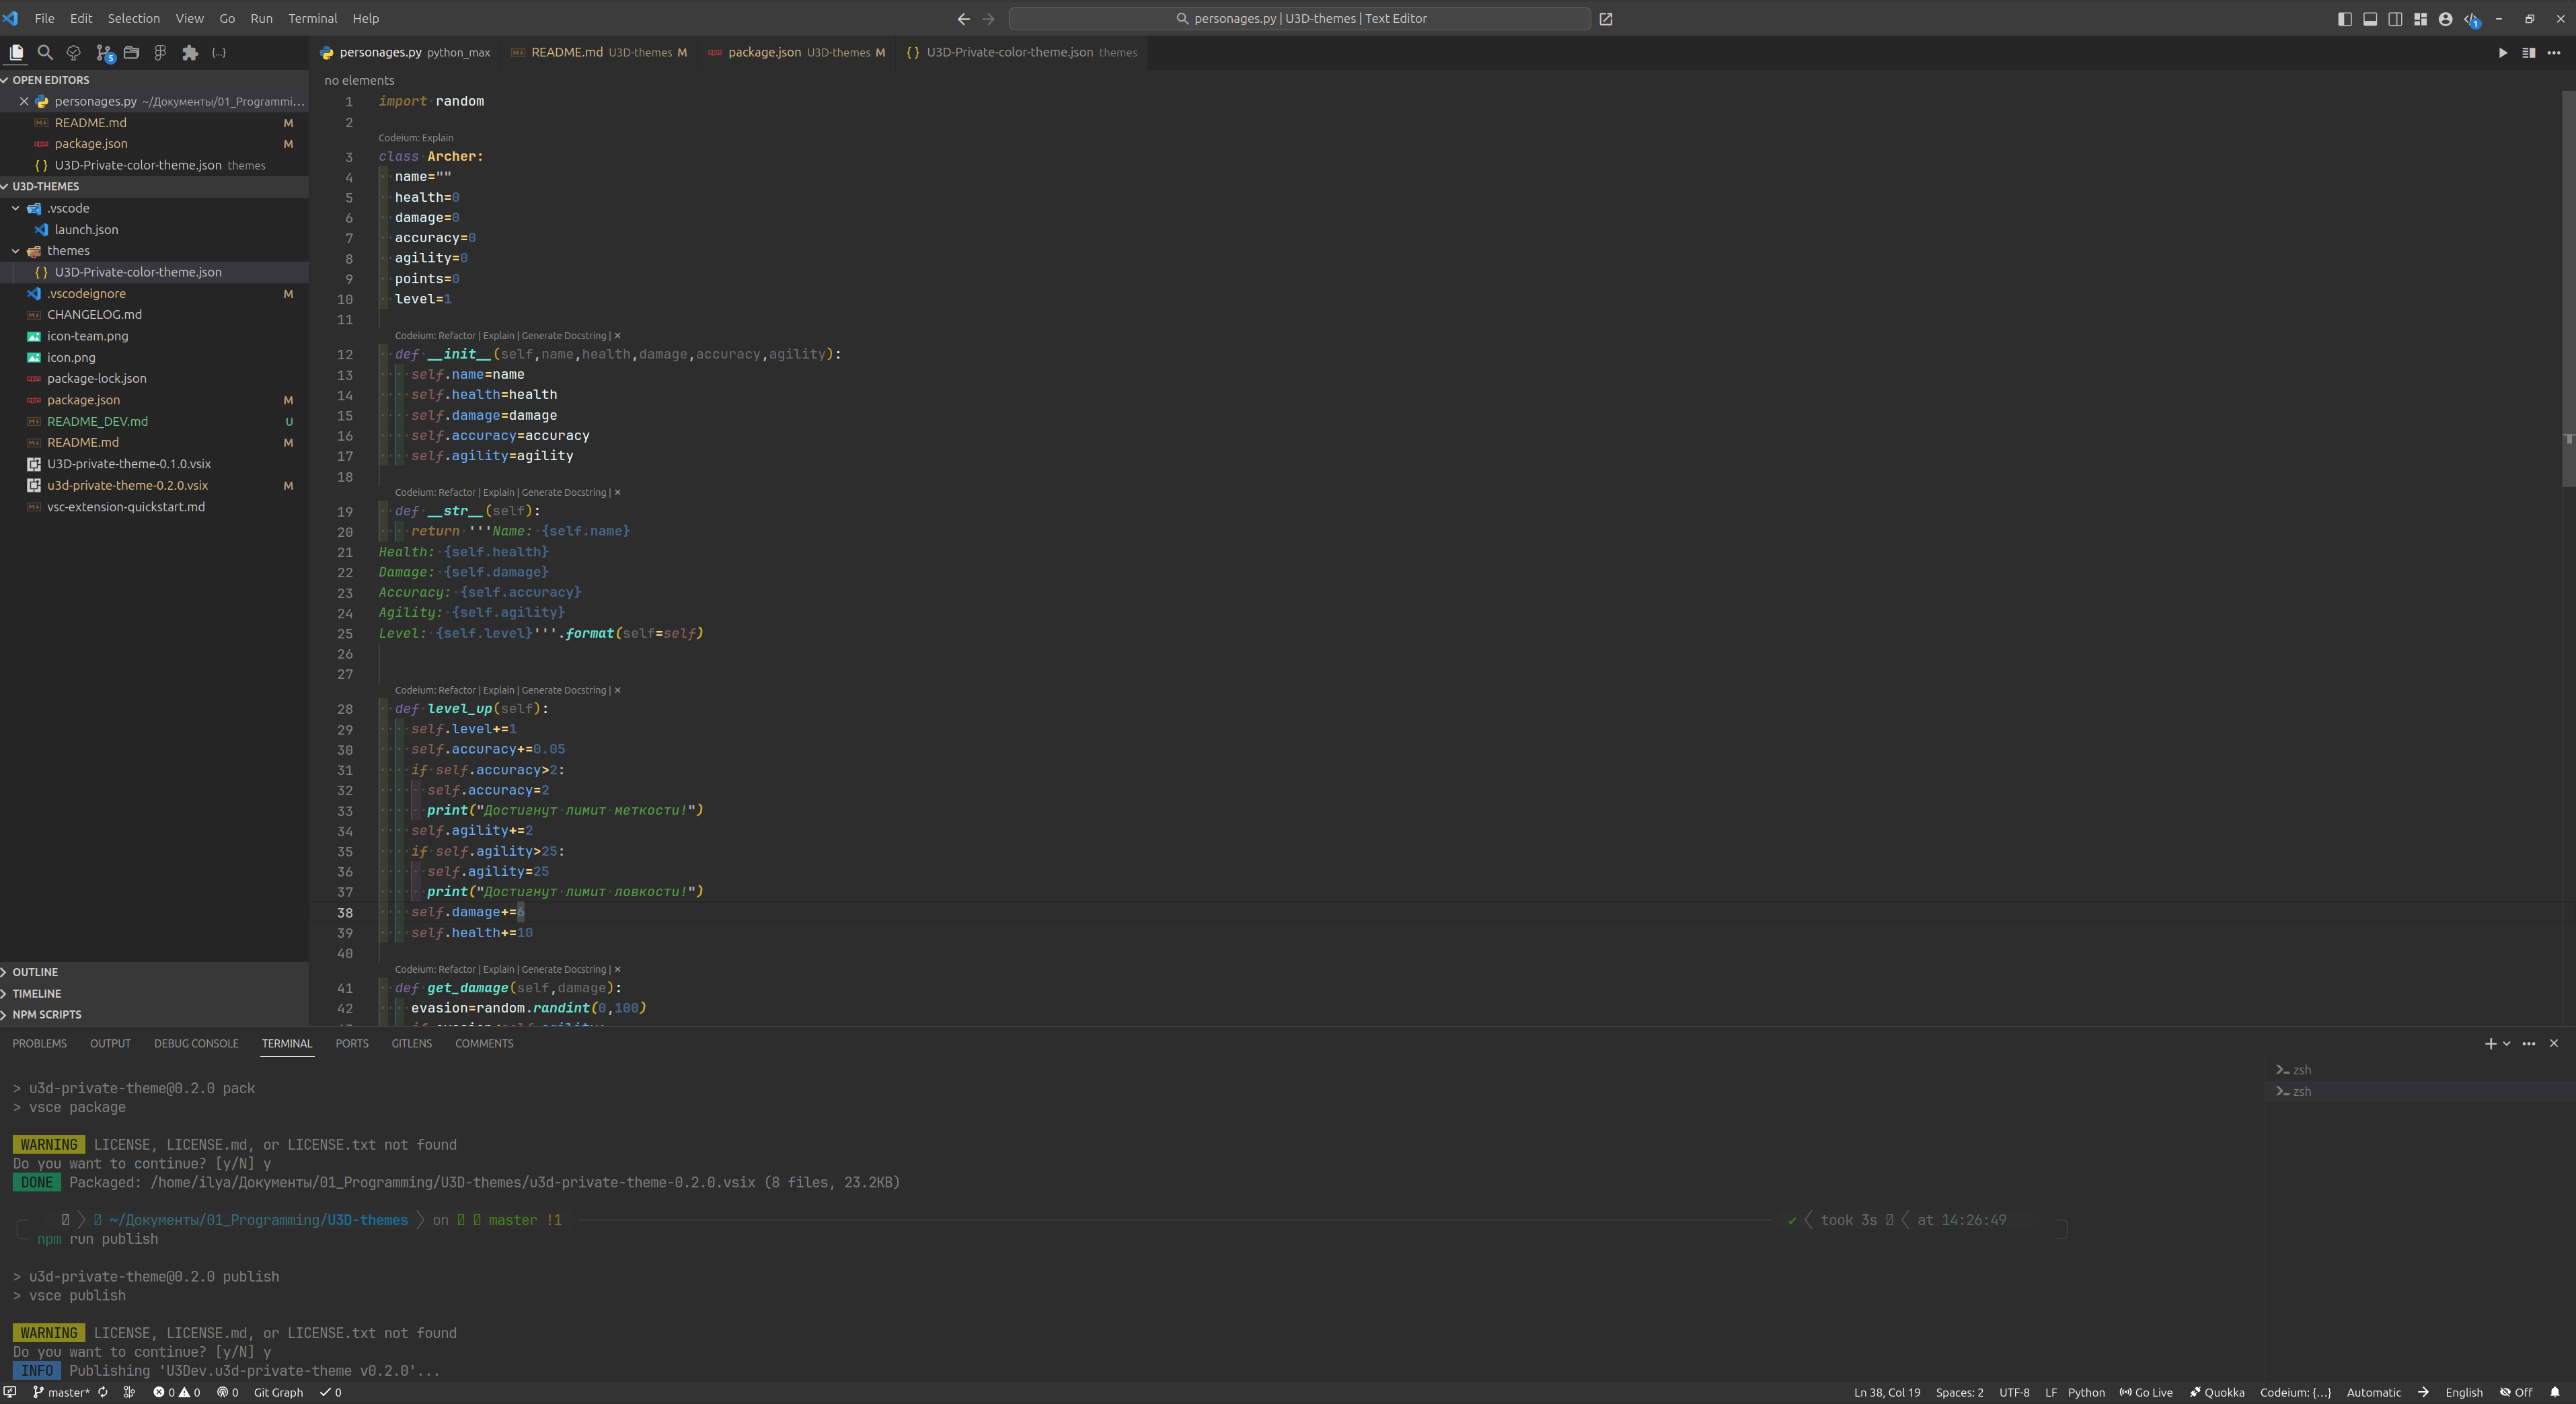 File Edit Selection View Go Run Terminal Help
personages.py | U3D-themes | Text Editor
1
5
{...}
OPEN EDITORS
personages.py ~/Документы/01_Programmi...
README.md M
package.json M
{ } U3D-Private-color-theme.json themes
U3D-THEMES
.vscode
launch.json
themes
{ } U3D-Private-color-theme.json
.vscodeignore M
CHANGELOG.md
icon-team.png
icon.png
package-lock.json
package.json M
README_DEV.md U
README.md M
U3D-private-theme-0.1.0.vsix
u3d-private-theme-0.2.0.vsix M
vsc-extension-quickstart.md
OUTLINE
TIMELINE
NPM SCRIPTS
personages.py python_max README.md U3D-themes M package.json U3D-themes M { } U3D-Private-color-theme.json themes
no elements
1 import random
2
Codeium: Explain
3 class Archer:
4 name=""
5 health=0
6 damage=0
7 accuracy=0
8 agility=0
9 points=0
10 level=1
11
Codeium: Refactor | Explain | Generate Docstring | ×
12 def __init__(self,name,health,damage,accuracy,agility):
13 self.name=name
14 self.health=health
15 self.damage=damage
16 self.accuracy=accuracy
17 self.agility=agility
18
Codeium: Refactor | Explain | Generate Docstring | ×
19 def __str__(self):
20 return '''Name: {self.name}
21 Health: {self.health}
22 Damage: {self.damage}
23 Accuracy: {self.accuracy}
24 Agility: {self.agility}
25 Level: {self.level}'''.format(self=self)
26
27
Codeium: Refactor | Explain | Generate Docstring | ×
28 def level_up(self):
29 self.level+=1
30 self.accuracy+=0.05
31 if self.accuracy>2:
32 self.accuracy=2
33 print("Достигнут лимит меткости!")
34 self.agility+=2
35 if self.agility>25:
36 self.agility=25
37 print("Достигнут лимит ловкости!")
38 self.damage+=6
39 self.health+=10
40
Codeium: Refactor | Explain | Generate Docstring | ×
41 def get_damage(self,damage):
42 evasion=random.randint(0,100)
PROBLEMS OUTPUT DEBUG CONSOLE TERMINAL PORTS GITLENS COMMENTS
> u3d-private-theme@0.2.0 pack
> vsce package
WARNING LICENSE, LICENSE.md, or LICENSE.txt not found
Do you want to continue? [y/N] y
DONE Packaged: /home/ilya/Документы/01_Programming/U3D-themes/u3d-private-theme-0.2.0.vsix (8 files, 23.2KB)
~/Документы/01_Programming/U3D-themes on master !1 ✔ took 3s at 14:26:49
npm run publish
> u3d-private-theme@0.2.0 publish
> vsce publish
WARNING LICENSE, LICENSE.md, or LICENSE.txt not found
Do you want to continue? [y/N] y
INFO Publishing 'U3Dev.u3d-private-theme v0.2.0'...
zsh
zsh
master* 0 0 0 Git Graph 0 Ln 38, Col 19 Spaces: 2 UTF-8 LF Python Go Live Quokka Codeium: {...} Automatic English Off